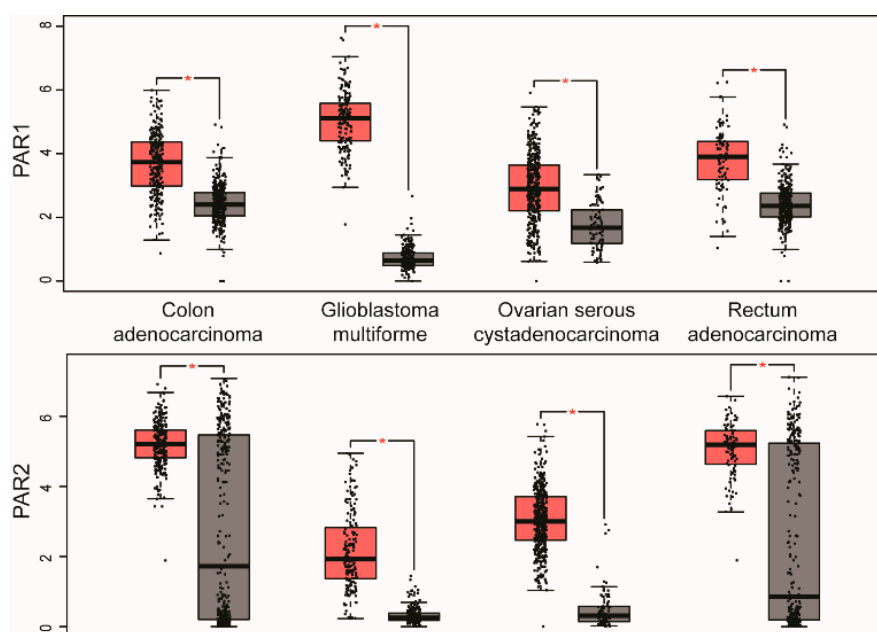 PAR1
8
6
4
2
0
*
*
*
*
Colon
adenocarcinoma
Glioblastoma
multiforme
Ovarian serous
cystadenocarcinoma
Rectum
adenocarcinoma
PAR2
6
4
2
0
*
*
*
*